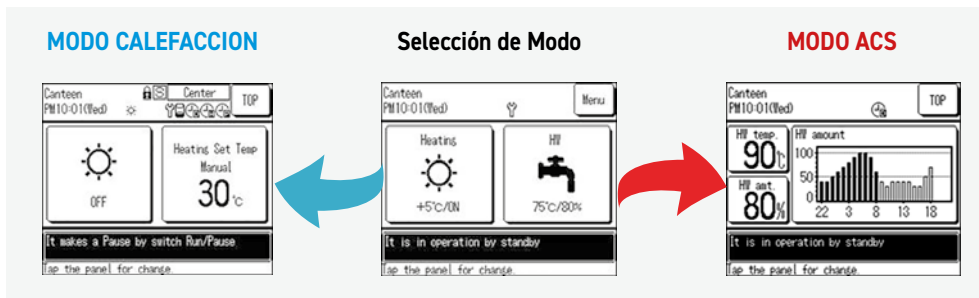 MODO CALEFACCION
Selección de Modo
MODO ACS
Canteen
Center
TOP
PM10:01(Wed)
OFF
Heating Set Temp
Manual
30°C
It makes a Pause by switch Run/Pause
Tap the panel for change.
Canteen
Menu
PM10:01(Wed)
Heating
HW
+5°C/ON
75°C/80%
It is in operation by standby
Tap the panel for change.
Canteen
TOP
PM10:01(Wed)
HW temp.
90°C
HW amount
100
50
0
HW amt.
80%
22 3 8 13 18
It is in operation by standby
Tap the panel for change.